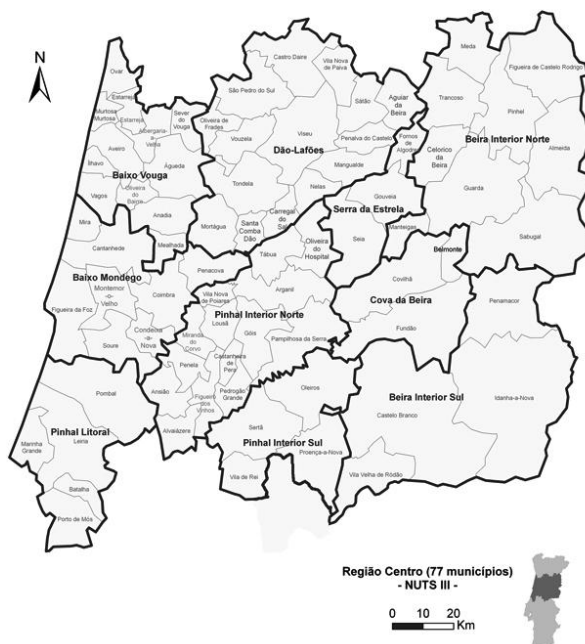 N
Ovar
Estarreja
Murtosa
Murtosa
Estarreja
Albergaria-
a-Velha
Sever
do
Vouga
Aveiro
Ílhavo
Águeda
Baixo Vouga
Vagos
Oliveira
do
Bairro
Anadia
Mealhada
Castro Daire
Vila Nova
de Paiva
São Pedro do Sul
Sátão
Aguiar
da
Beira
Oliveira de
Frades
Vouzela
Viseu
Penalva do Castelo
Fornos
de
Algodres
Dão-Lafões
Mangualde
Tondela
Nelas
Mortágua
Santa
Comba
Dão
Carregal
do
Sal
Meda
Figueira de Castelo Rodrigo
Trancoso
Pinhel
Celorico
da
Beira
Beira Interior Norte
Almeida
Guarda
Sabugal
Gouveia
Serra da Estrela
Seia
Manteigas
Belmonte
Covilhã
Cova da Beira
Fundão
Mira
Cantanhede
Baixo Mondego
Montemor
-o-
Velho
Coimbra
Figueira da Foz
Condeixa
-a-
Nova
Soure
Penacova
Tábua
Oliveira
do
Hospital
Vila Nova
de Poiares
Arganil
Pinhal Interior Norte
Lousã
Miranda
do
Corvo
Góis
Pampilhosa da Serra
Penela
Castanheira
de
Pera
Ansião
Figueiró
dos
Vinhos
Pedrógão
Grande
Alvaiázere
Pombal
Pinhal Litoral
Leiria
Marinha
Grande
Batalha
Porto de Mós
Oleiros
Sertã
Pinhal Interior Sul
Vila de Rei
Proença-a-Nova
Penamacor
Idanha-a-Nova
Beira Interior Sul
Castelo Branco
Vila Velha de Ródão
Região Centro (77 municípios)
- NUTS III -
0 10 20
Km